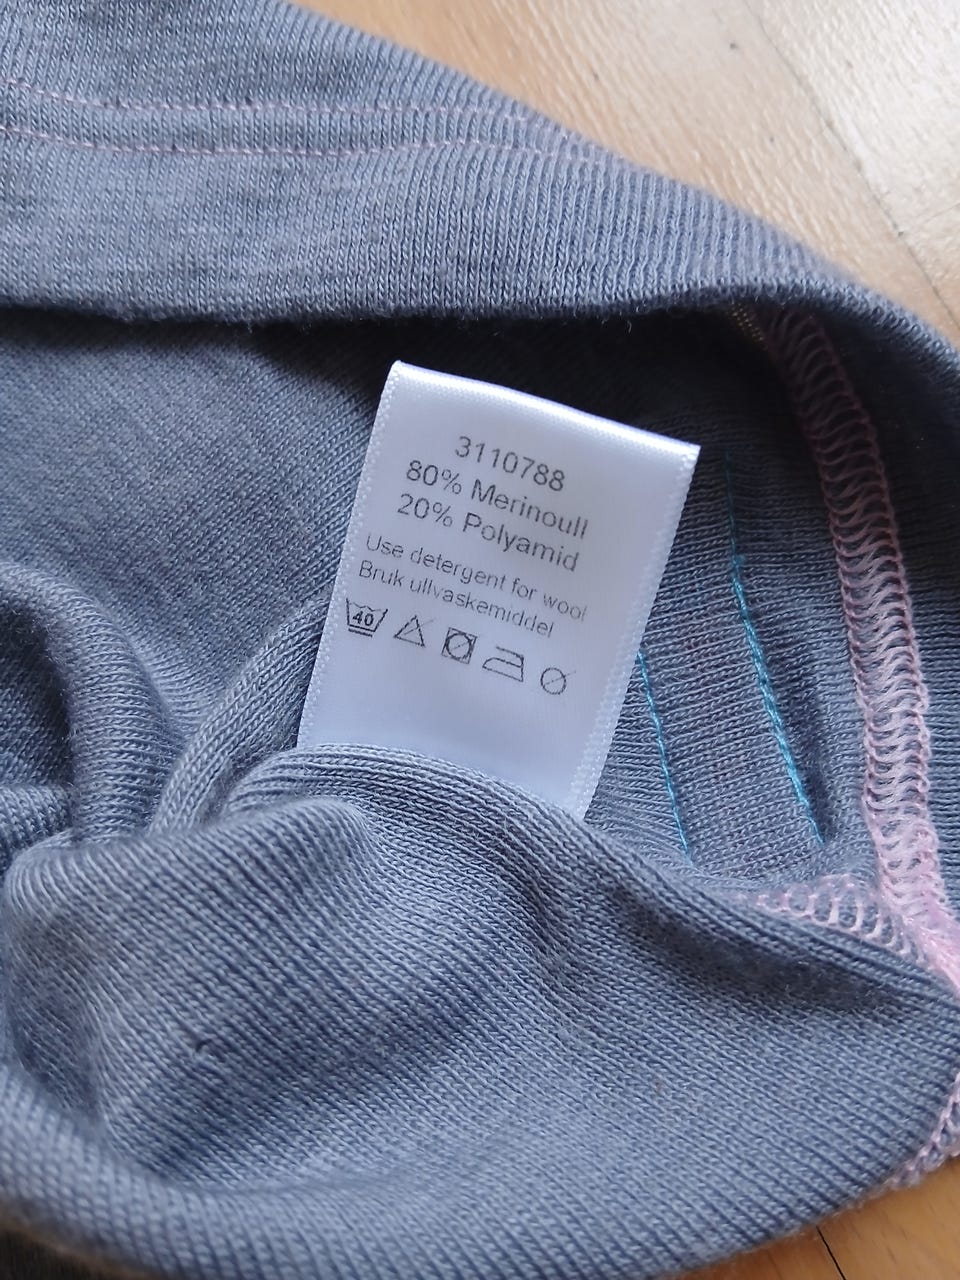 3110788
80% Merinoull
20% Polyamid
Use detergent for wool
Bruk ullvaskemiddel
40